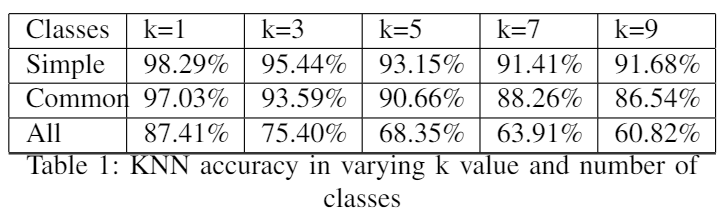 Classes k=1 k=3 k=5 k=7 k=9
Simple 98.29% 95.44% 93.15% 91.41% 91.68%
Common 97.03% 93.59% 90.66% 88.26% 86.54%
All 87.41% 75.40% 68.35% 63.91% 60.82%
Table 1: KNN accuracy in varying k value and number of
classes